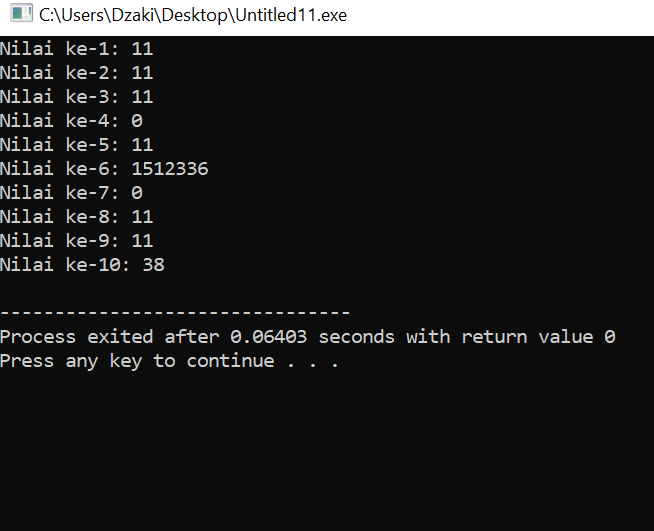 C:\Users\Dzaki\Desktop\Untitled11.exe
Nilai ke-1: 11
Nilai ke-2: 11
Nilai ke-3: 11
Nilai ke-4: 0
Nilai ke-5: 11
Nilai ke-6: 1512336
Nilai ke-7: 0
Nilai ke-8: 11
Nilai ke-9: 11
Nilai ke-10: 38
--------------------------------
Process exited after 0.06403 seconds with return value 0
Press any key to continue . . .